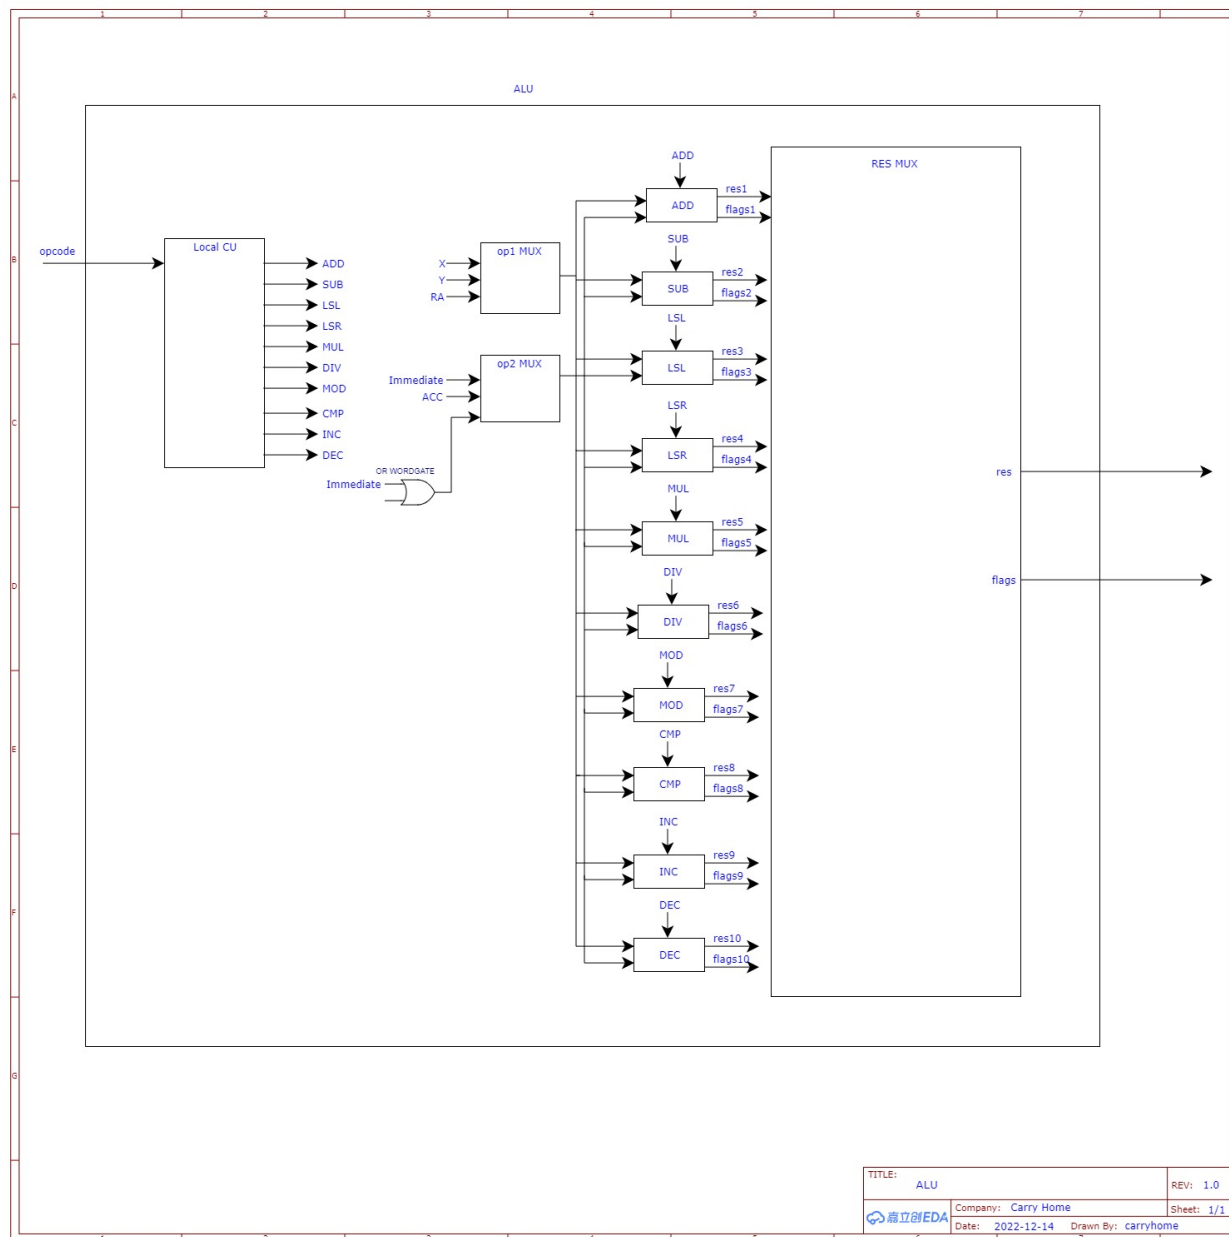 1 2 3 4 5 6 7
A
B
C
D
E
F
G
ALU
opcode
Local CU
ADD
SUB
LSL
LSR
MUL
DIV
MOD
CMP
INC
DEC
X
Y
RA
op1 MUX
Immediate
ACC
op2 MUX
OR WORDGATE
Immediate
ADD
ADD
res1
flags1
SUB
SUB
res2
flags2
LSL
LSL
res3
flags3
LSR
LSR
res4
flags4
MUL
MUL
res5
flags5
DIV
DIV
res6
flags6
MOD
MOD
res7
flags7
CMP
CMP
res8
flags8
INC
INC
res9
flags9
DEC
DEC
res10
flags10
RES MUX
res
flags
TITLE:
ALU
REV: 1.0
嘉立创EDA
Company: Carry Home
Sheet: 1/1
Date: 2022-12-14 Drawn By: carryhome